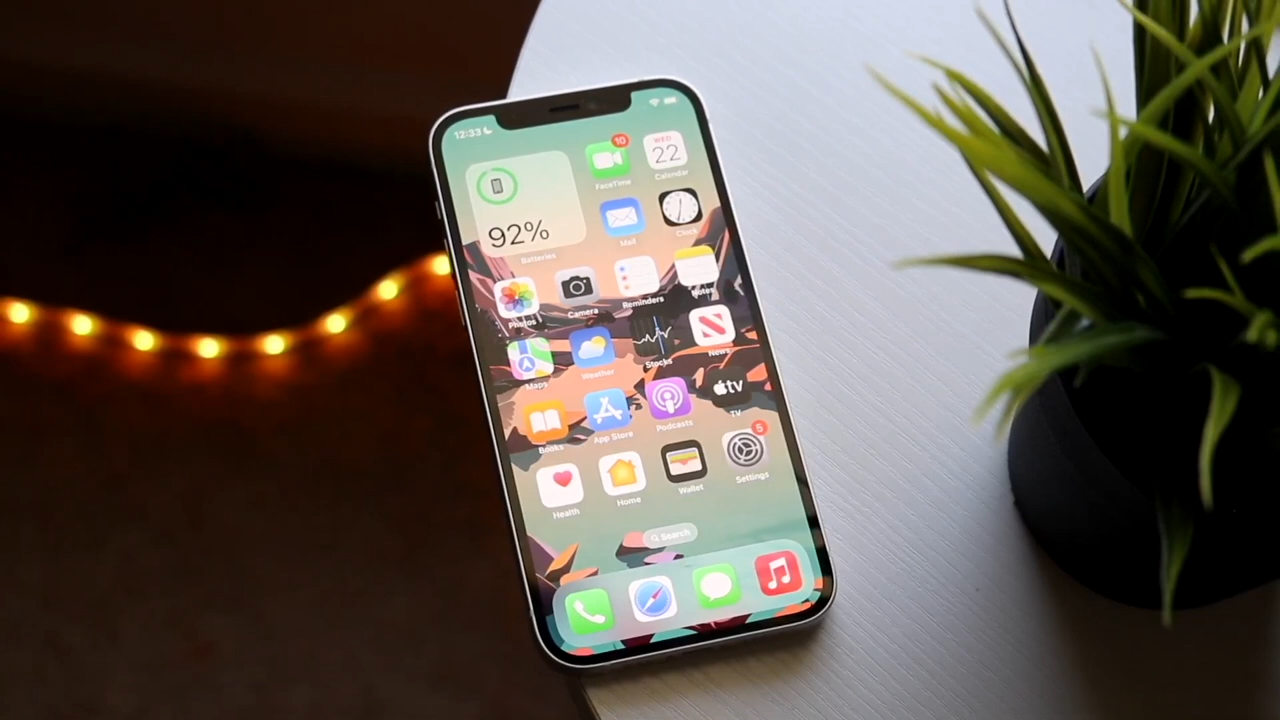 12:33
10
WED
22
FaceTime
Calendar
92%
Batteries
Mail
Clock
Photos
Camera
Reminders
Notes
Maps
Weather
Stocks
News
tv
Books
App Store
Podcasts
TV
5
Health
Home
Wallet
Settings
Search